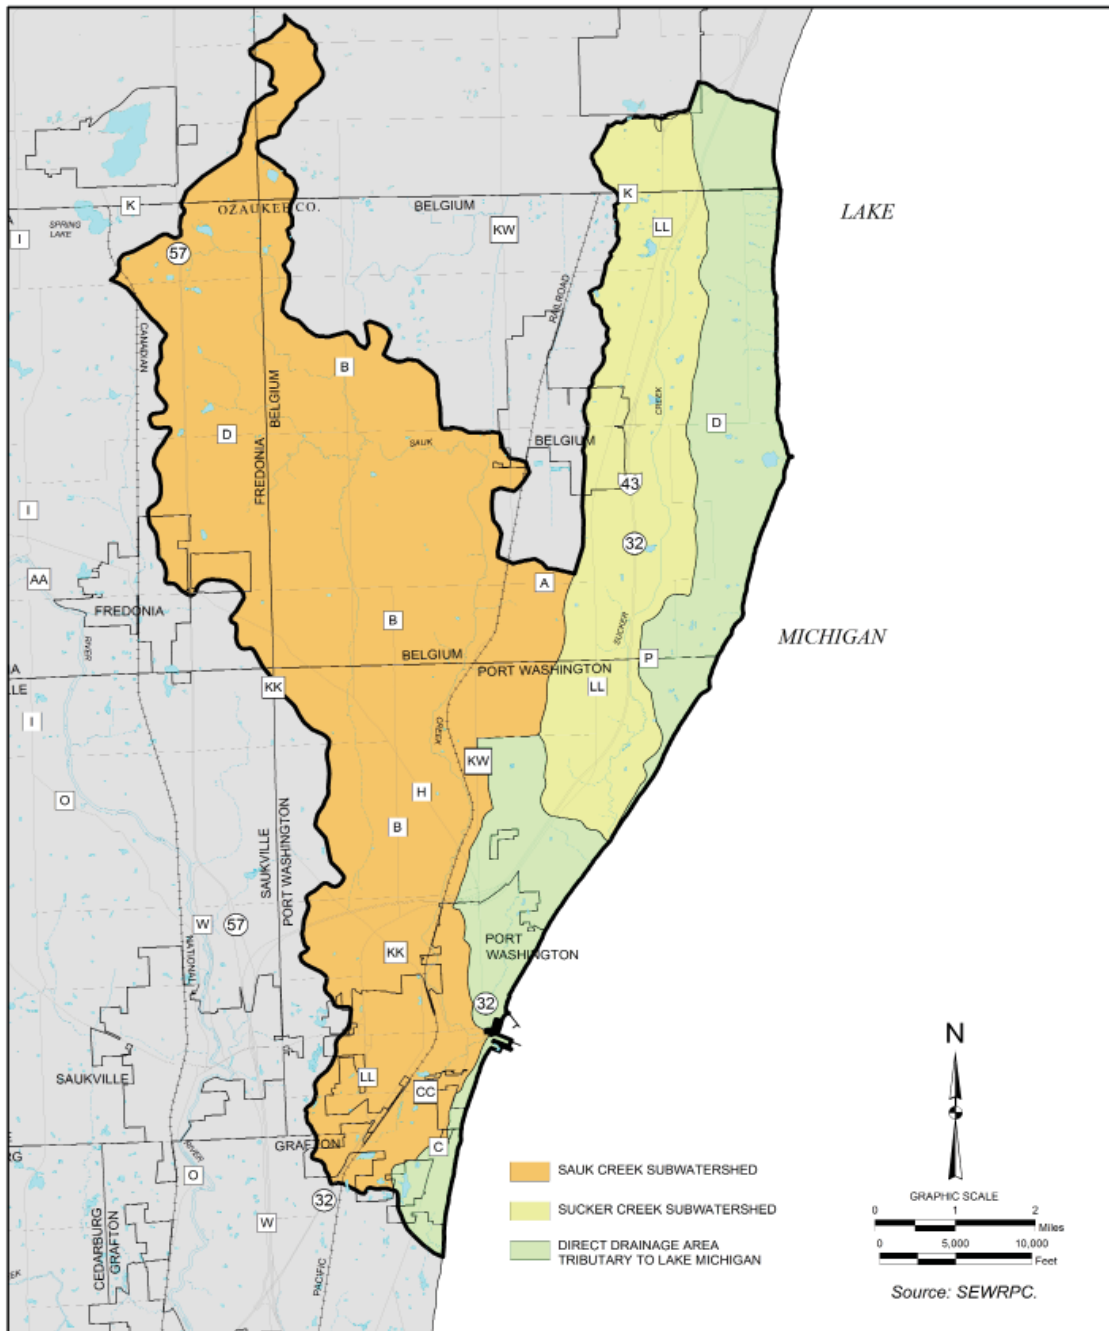 K
OZAUKEE CO.
BELGIUM
K
LAKE
SPRING
LAKE
I
KW
LL
57
RAILROAD
CANADIAN
B
BELGIUM
CREEK
D
D
SAUK
BELGIUM
FREDONIA
43
I
32
AA
A
FREDONIA
B
SUCKER
RIVER
BELGIUM
MICHIGAN
PORT WASHINGTON
P
KK
LL
I
CREEK
KW
O
H
B
SAUKVILLE
PORT WASHINGTON
W
57
NATIONAL
KK
PORT
WASHINGTON
32
N
SAUKVILLE
LL
CC
GRAFTON
C
RIVER
O
32
W
CEDARBURG
GRAFTON
PACIFIC
SAUK CREEK SUBWATERSHED
SUCKER CREEK SUBWATERSHED
DIRECT DRAINAGE AREA
TRIBUTARY TO LAKE MICHIGAN
GRAPHIC SCALE
0 1 2
Miles
0 5,000 10,000
Feet
Source: SEWRPC.